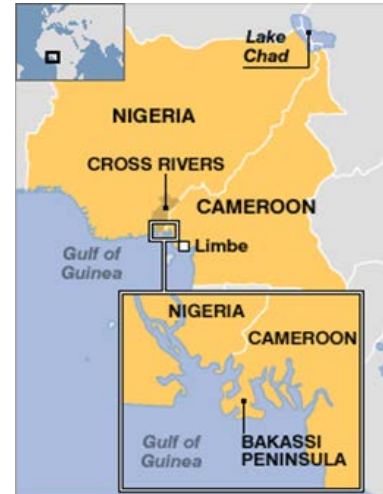 Lake
Chad
NIGERIA
CROSS RIVERS
CAMEROON
Limbe
Gulf of
Guinea
NIGERIA
CAMEROON
Gulf of
Guinea
BAKASSI
PENINSULA